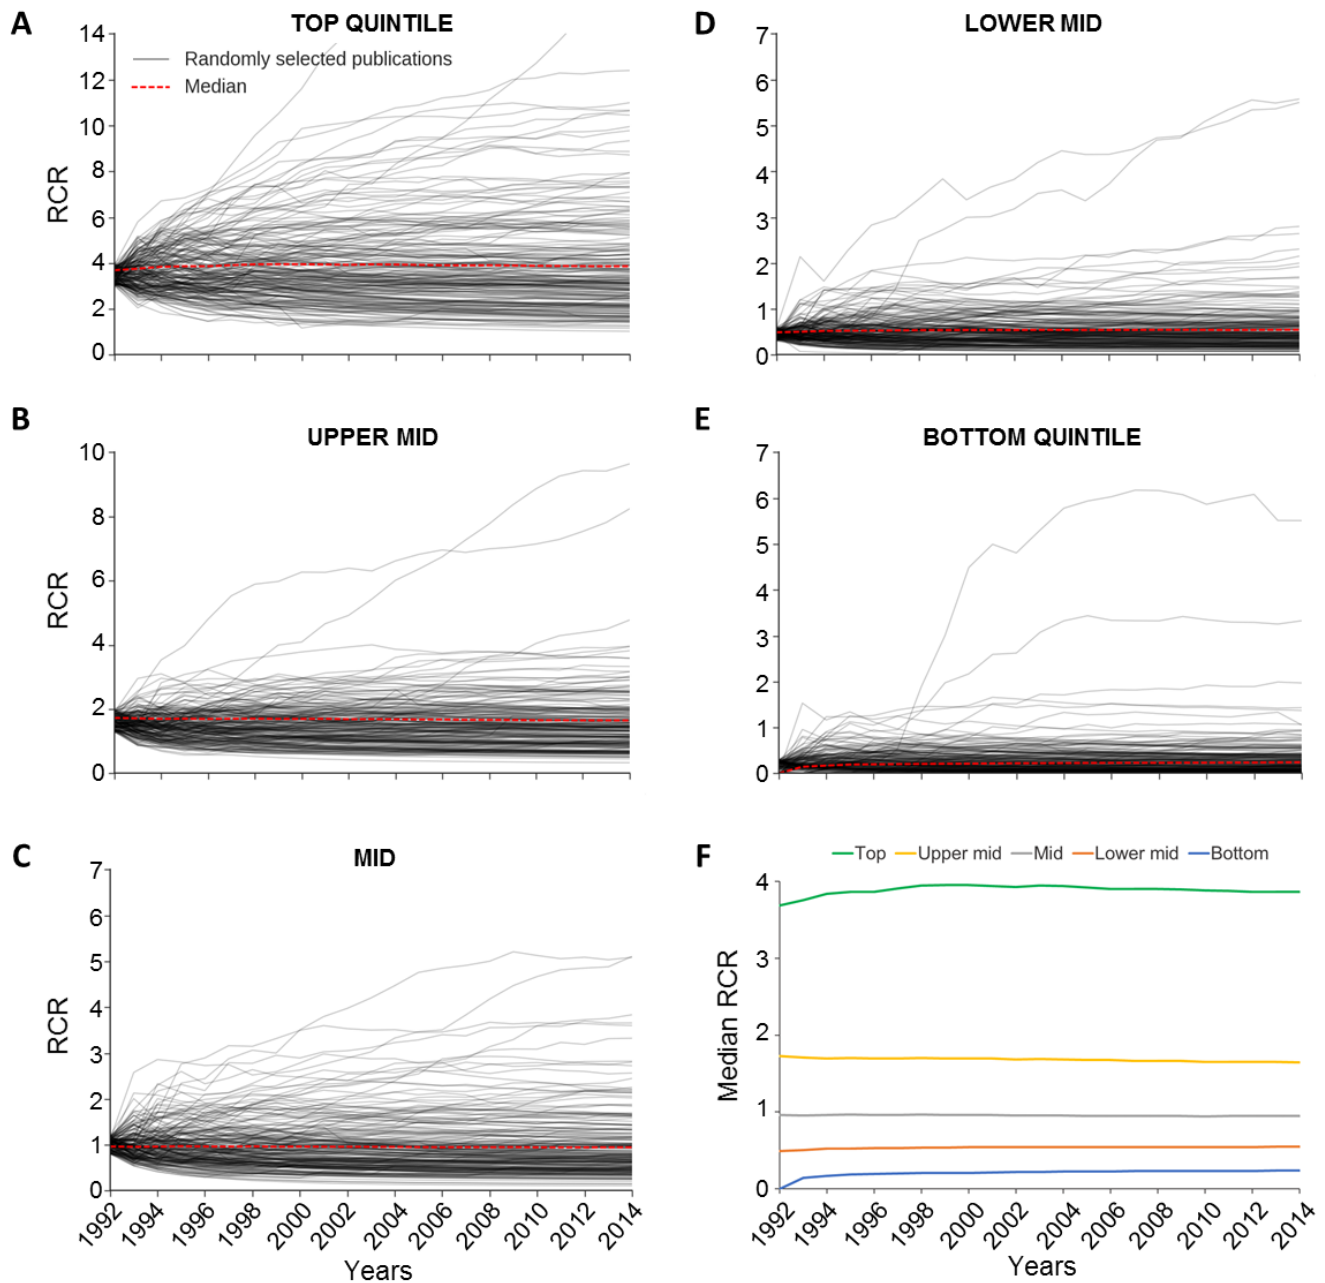 A
TOP QUINTILE
14
12
10
8
6
4
2
0
RCR
Randomly selected publications
Median
D
LOWER MID
7
6
5
4
3
2
1
0
B
UPPER MID
10
8
6
4
2
0
RCR
E
BOTTOM QUINTILE
7
6
5
4
3
2
1
0
C
MID
7
6
5
4
3
2
1
0
RCR
1992 1994 1996 1998 2000 2002 2004 2006 2008 2010 2012 2014
Years
F
Top Upper mid Mid Lower mid Bottom
4
3
2
1
0
Median RCR
1992 1994 1996 1998 2000 2002 2004 2006 2008 2010 2012 2014
Years